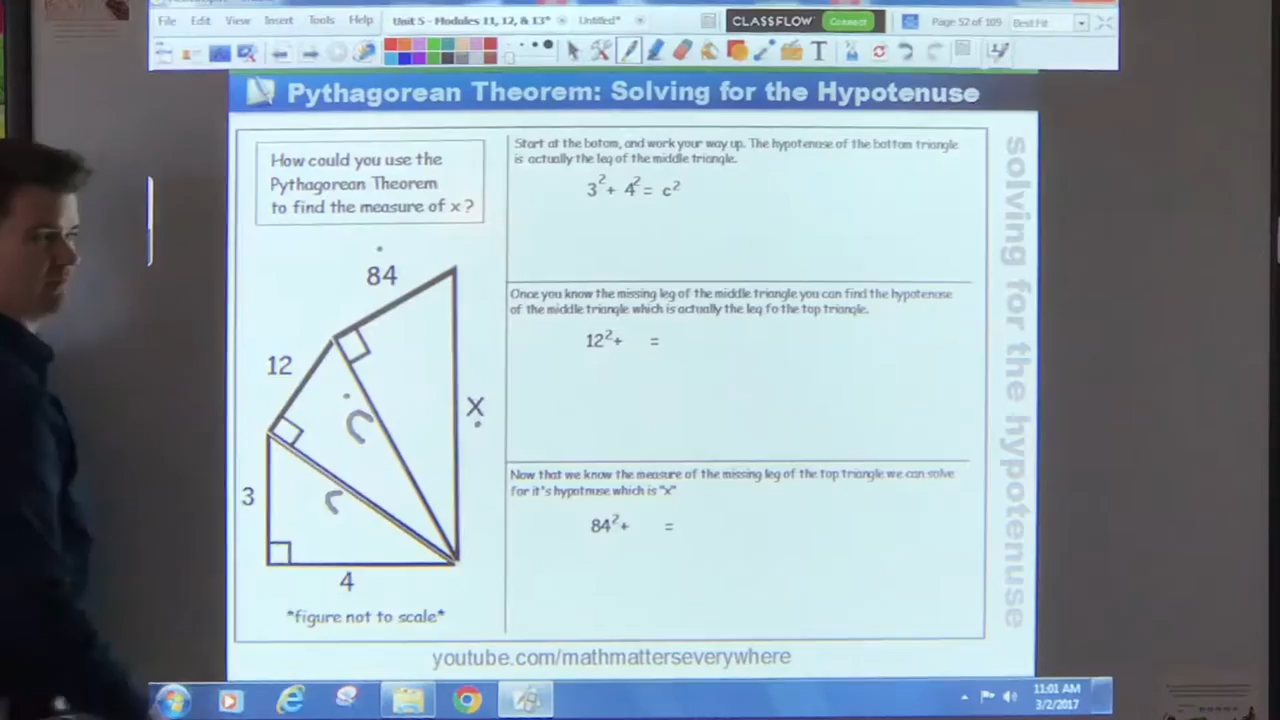 File Edit View Insert Tools Help
Unit 5 - Modules 11, 12, & 13*
Untitled*
CLASSFLOW Connect
Page 52 of 109
Best Fit
T
Pythagorean Theorem: Solving for the Hypotenuse
How could you use the
Pythagorean Theorem
to find the measure of x?
84
12
x
C
3
C
4
*figure not to scale*
Start at the botom, and work your way up. The hypotenuse of the bottom triangle
is actually the leg of the middle triangle.
3²+ 4²= c²
Once you know the missing leg of the middle triangle you can find the hypotenuse
of the middle triangle which is actually the leg fo the top triangle.
12²+ =
Now that we know the measure of the missing leg of the top triangle we can solve
for it's hypotnuse which is "x"
84²+ =
solving for the hypotenuse
youtube.com/mathmatterseverywhere
11:01 AM
3/2/2017